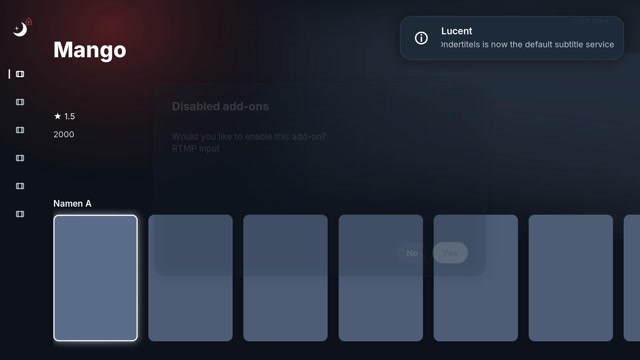 Mango
Lucent
Ondertitels is now the default subtitle service
Disabled add-ons
★ 1.5
Would you like to enable this add-on?
2000
RTMP Input
Namen A
No
Yes